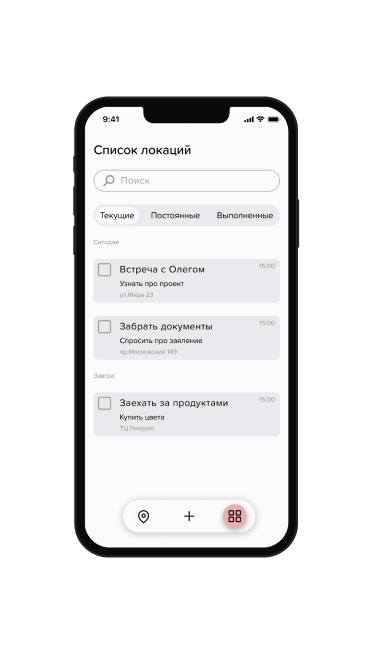 9:41
Список локаций
Поиск
Текущие Постоянные Выполненные
Сегодня
Встреча с Олегом 15:00
Узнать про проект
ул.Мира 23
Забрать документы 15:00
Спросить про заяление
пр.Московский 149
Завтра
Заехать за продуктами 15:00
Купить цвета
ТЦ Галерея